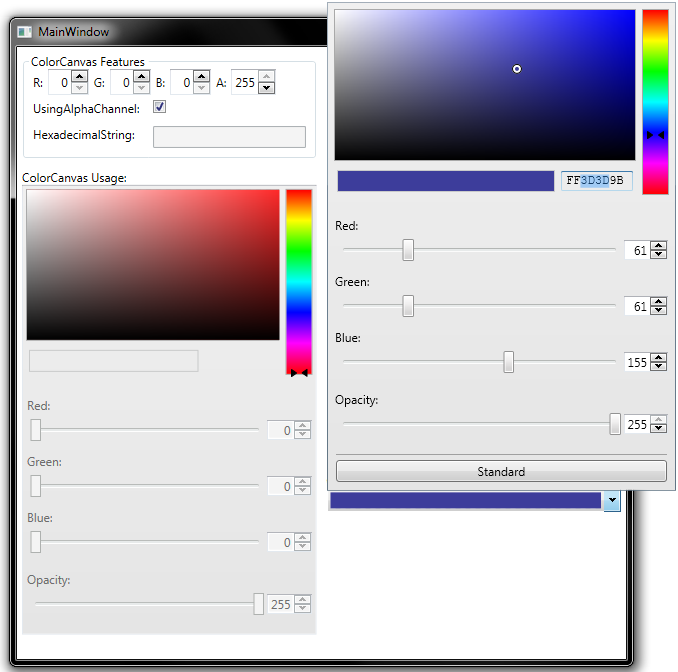 MainWindow
ColorCanvas Features
R: 0 G: 0 B: 0 A: 255
UsingAlphaChannel:
HexadecimalString:
ColorCanvas Usage:
Red:
0
Green:
0
Blue:
0
Opacity:
255
FF3D3D9B
Red:
61
Green:
61
Blue:
155
Opacity:
255
Standard